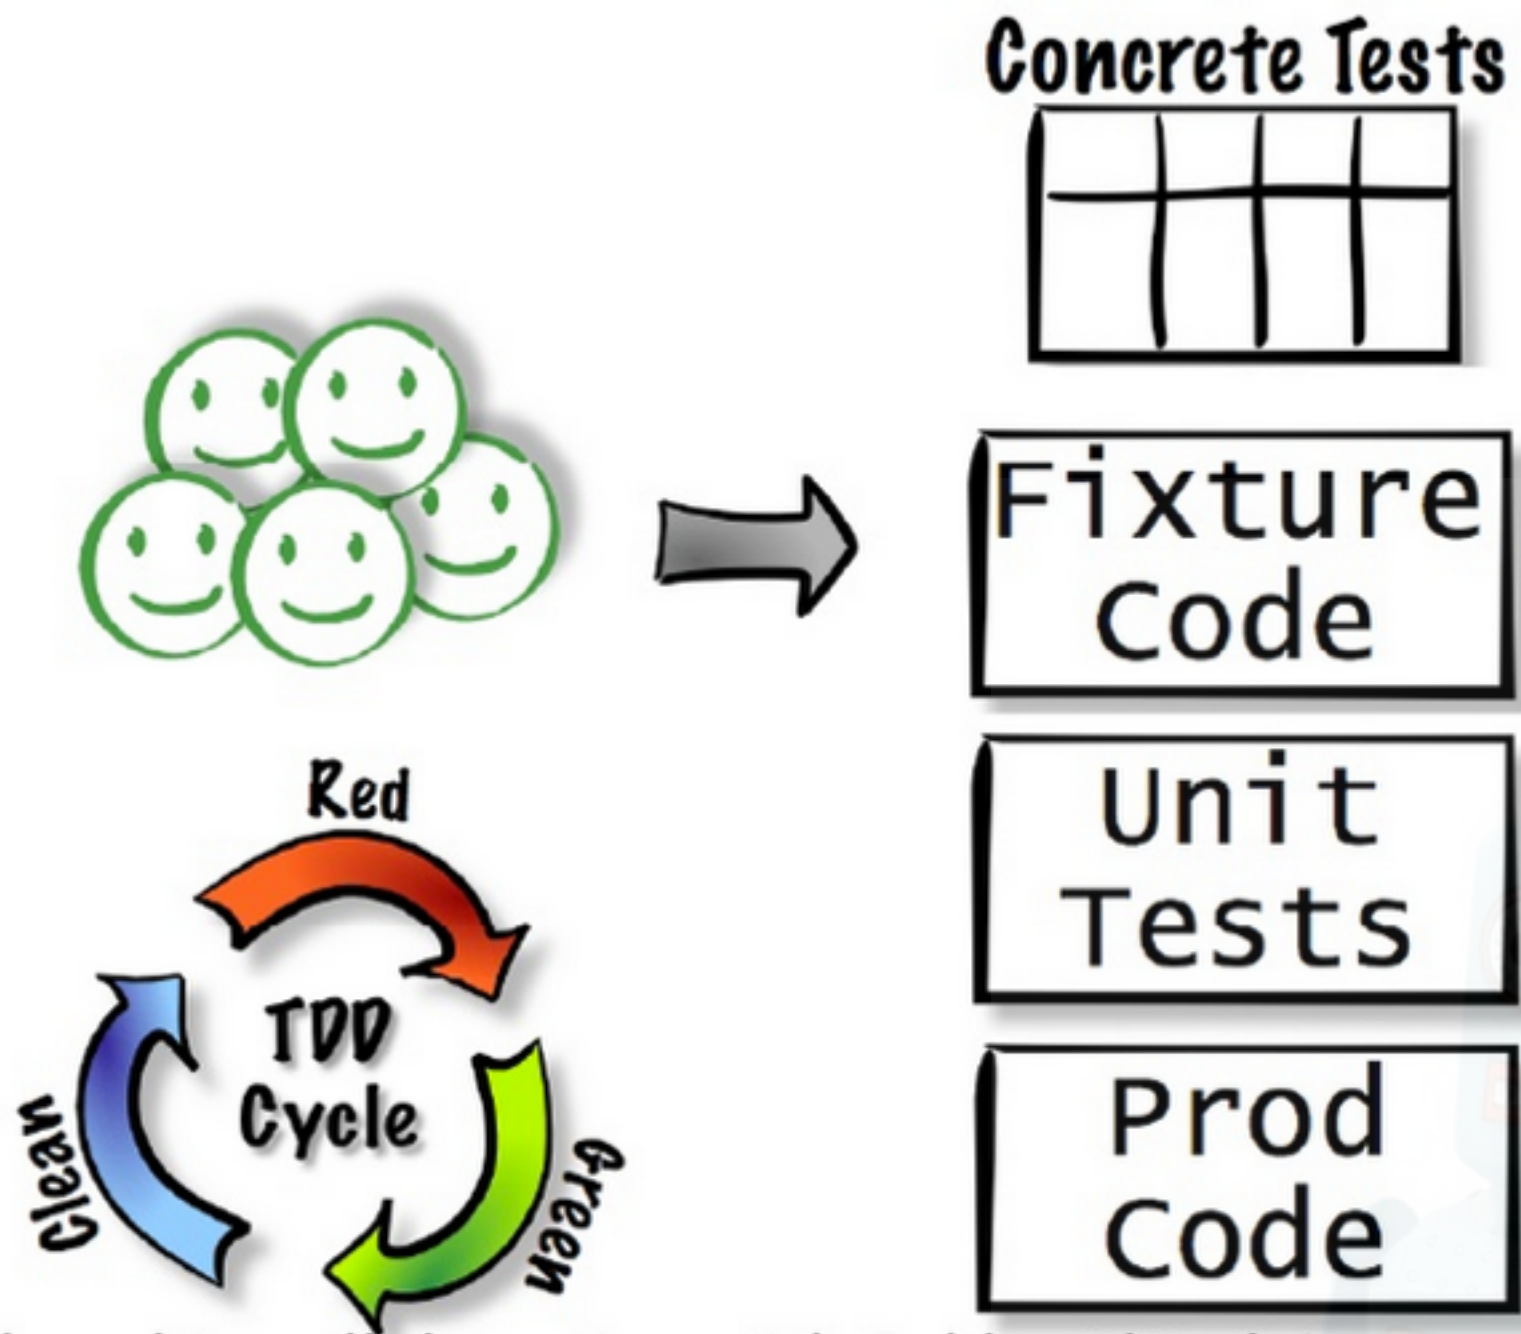 Concrete Tests
Fixture
Code
Unit
Tests
Prod
Code
Red
TDD
Cycle
Green
Clean